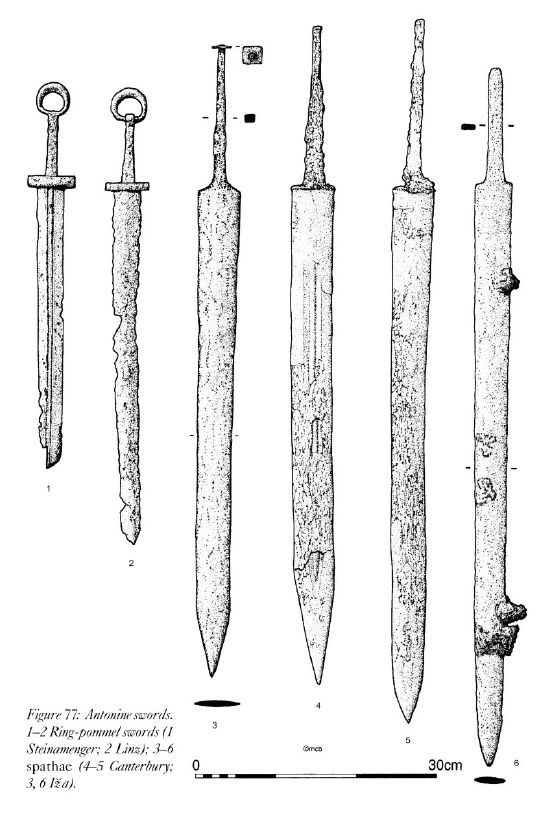 1
2
3
4
5
6
Figure 77: Antonine swords.
1–2 Ring-pommel swords (1
Steinamenger; 2 Linz); 3–6
spathae (4–5 Canterbury;
3, 6 Iža).
©mcb
0 30cm